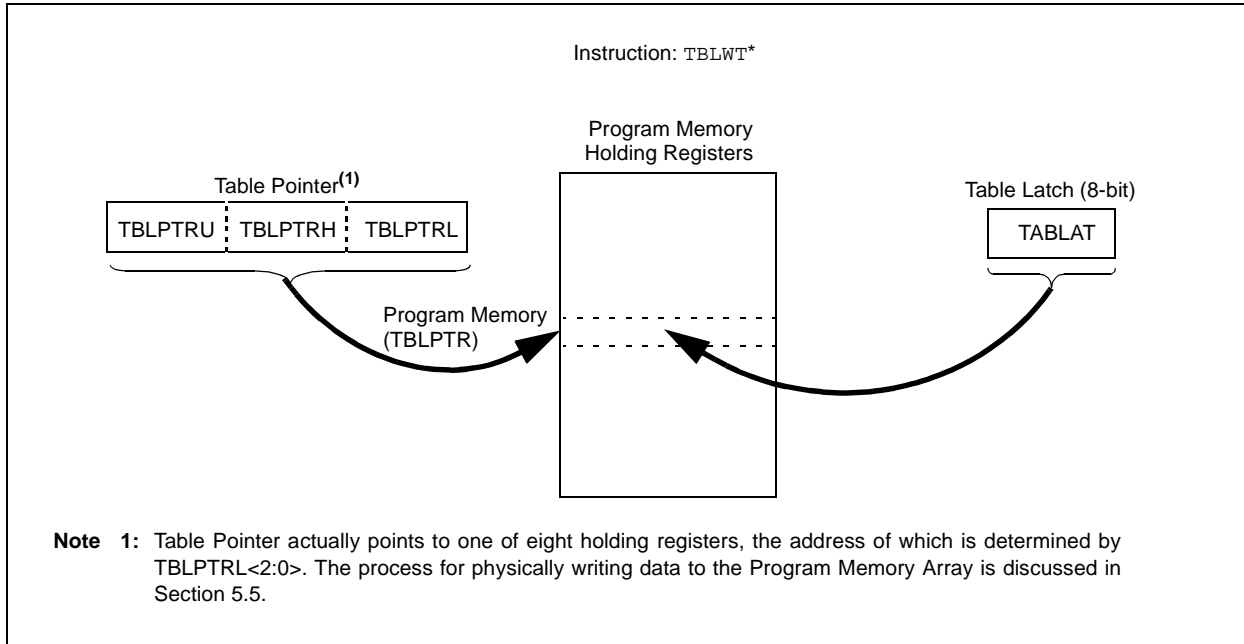 Instruction: TBLWT*
Program Memory
Holding Registers
Table Pointer(1)
Table Latch (8-bit)
TBLPTRU TBLPTRH TBLPTRL
TABLAT
Program Memory
(TBLPTR)
Note 1: Table Pointer actually points to one of eight holding registers, the address of which is determined by
TBLPTRL<2:0>. The process for physically writing data to the Program Memory Array is discussed in
Section 5.5.